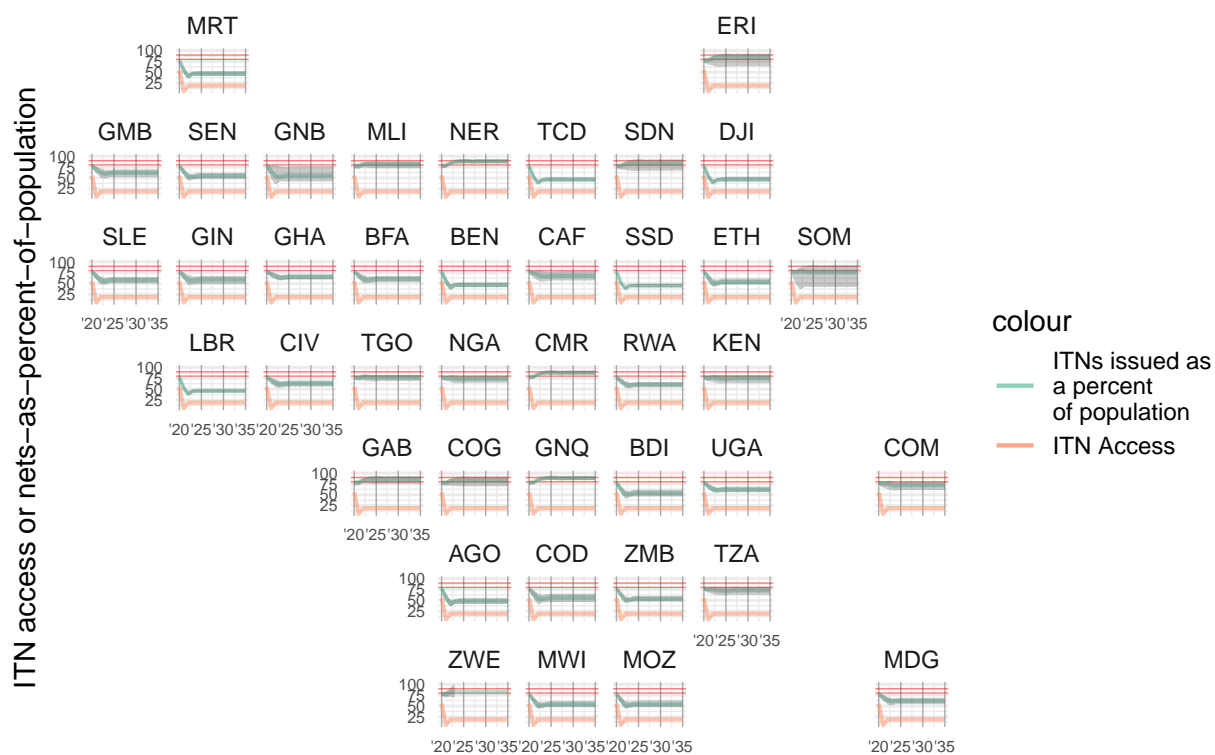 ITN access or nets−as−percent−of−population
MRT ERI
100
75
50
25
GMB SEN GNB MLI NER TCD SDN DJI
100
75
50
25
SLE GIN GHA BFA BEN CAF SSD ETH SOM
100
75
50
25
'20'25'30'35 '20'25'30'35
LBR CIV TGO NGA CMR RWA KEN
100
75
50
25
'20'25'30'35 '20'25'30'35
GAB COG GNQ BDI UGA COM
100
75
50
25
'20'25'30'35
AGO COD ZMB TZA
100
75
50
25
'20'25'30'35
ZWE MWI MOZ MDG
100
75
50
25
'20'25'30'35 '20'25'30'35 '20'25'30'35 '20'25'30'35
colour
ITNs issued as
a percent
of population
ITN Access